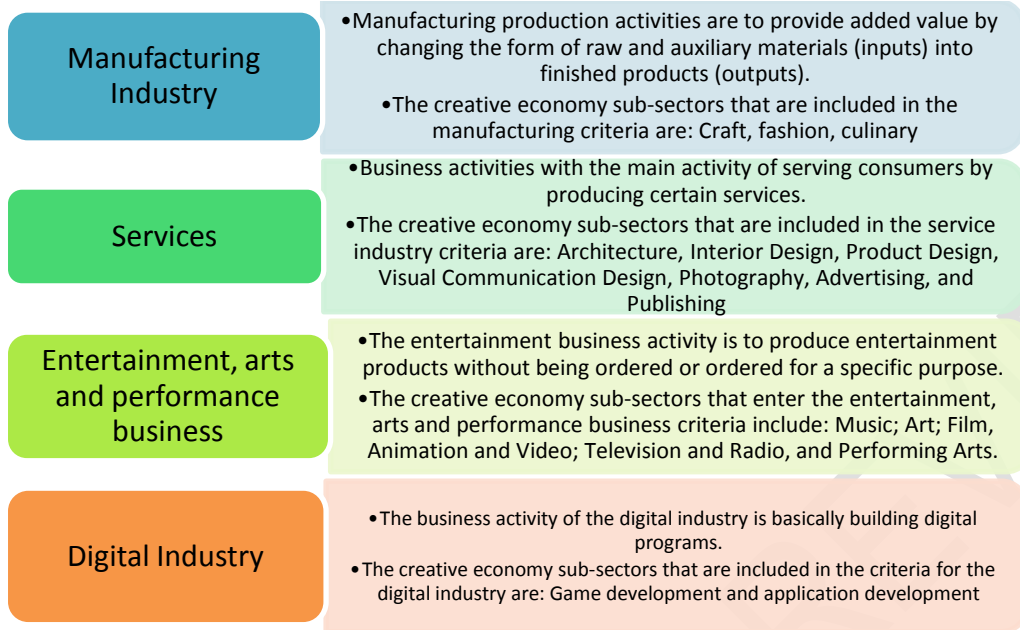 Manufacturing
Industry
•Manufacturing production activities are to provide added value by
changing the form of raw and auxiliary materials (inputs) into
finished products (outputs).
•The creative economy sub-sectors that are included in the
manufacturing criteria are: Craft, fashion, culinary
Services
•Business activities with the main activity of serving consumers by
producing certain services.
•The creative economy sub-sectors that are included in the service
industry criteria are: Architecture, Interior Design, Product Design,
Visual Communication Design, Photography, Advertising, and
Publishing
Entertainment, arts
and performance
business
•The entertainment business activity is to produce entertainment
products without being ordered or ordered for a specific purpose.
•The creative economy sub-sectors that enter the entertainment,
arts and performance business criteria include: Music; Art; Film,
Animation and Video; Television and Radio, and Performing Arts.
Digital Industry
•The business activity of the digital industry is basically building digital
programs.
•The creative economy sub-sectors that are included in the criteria for the
digital industry are: Game development and application development